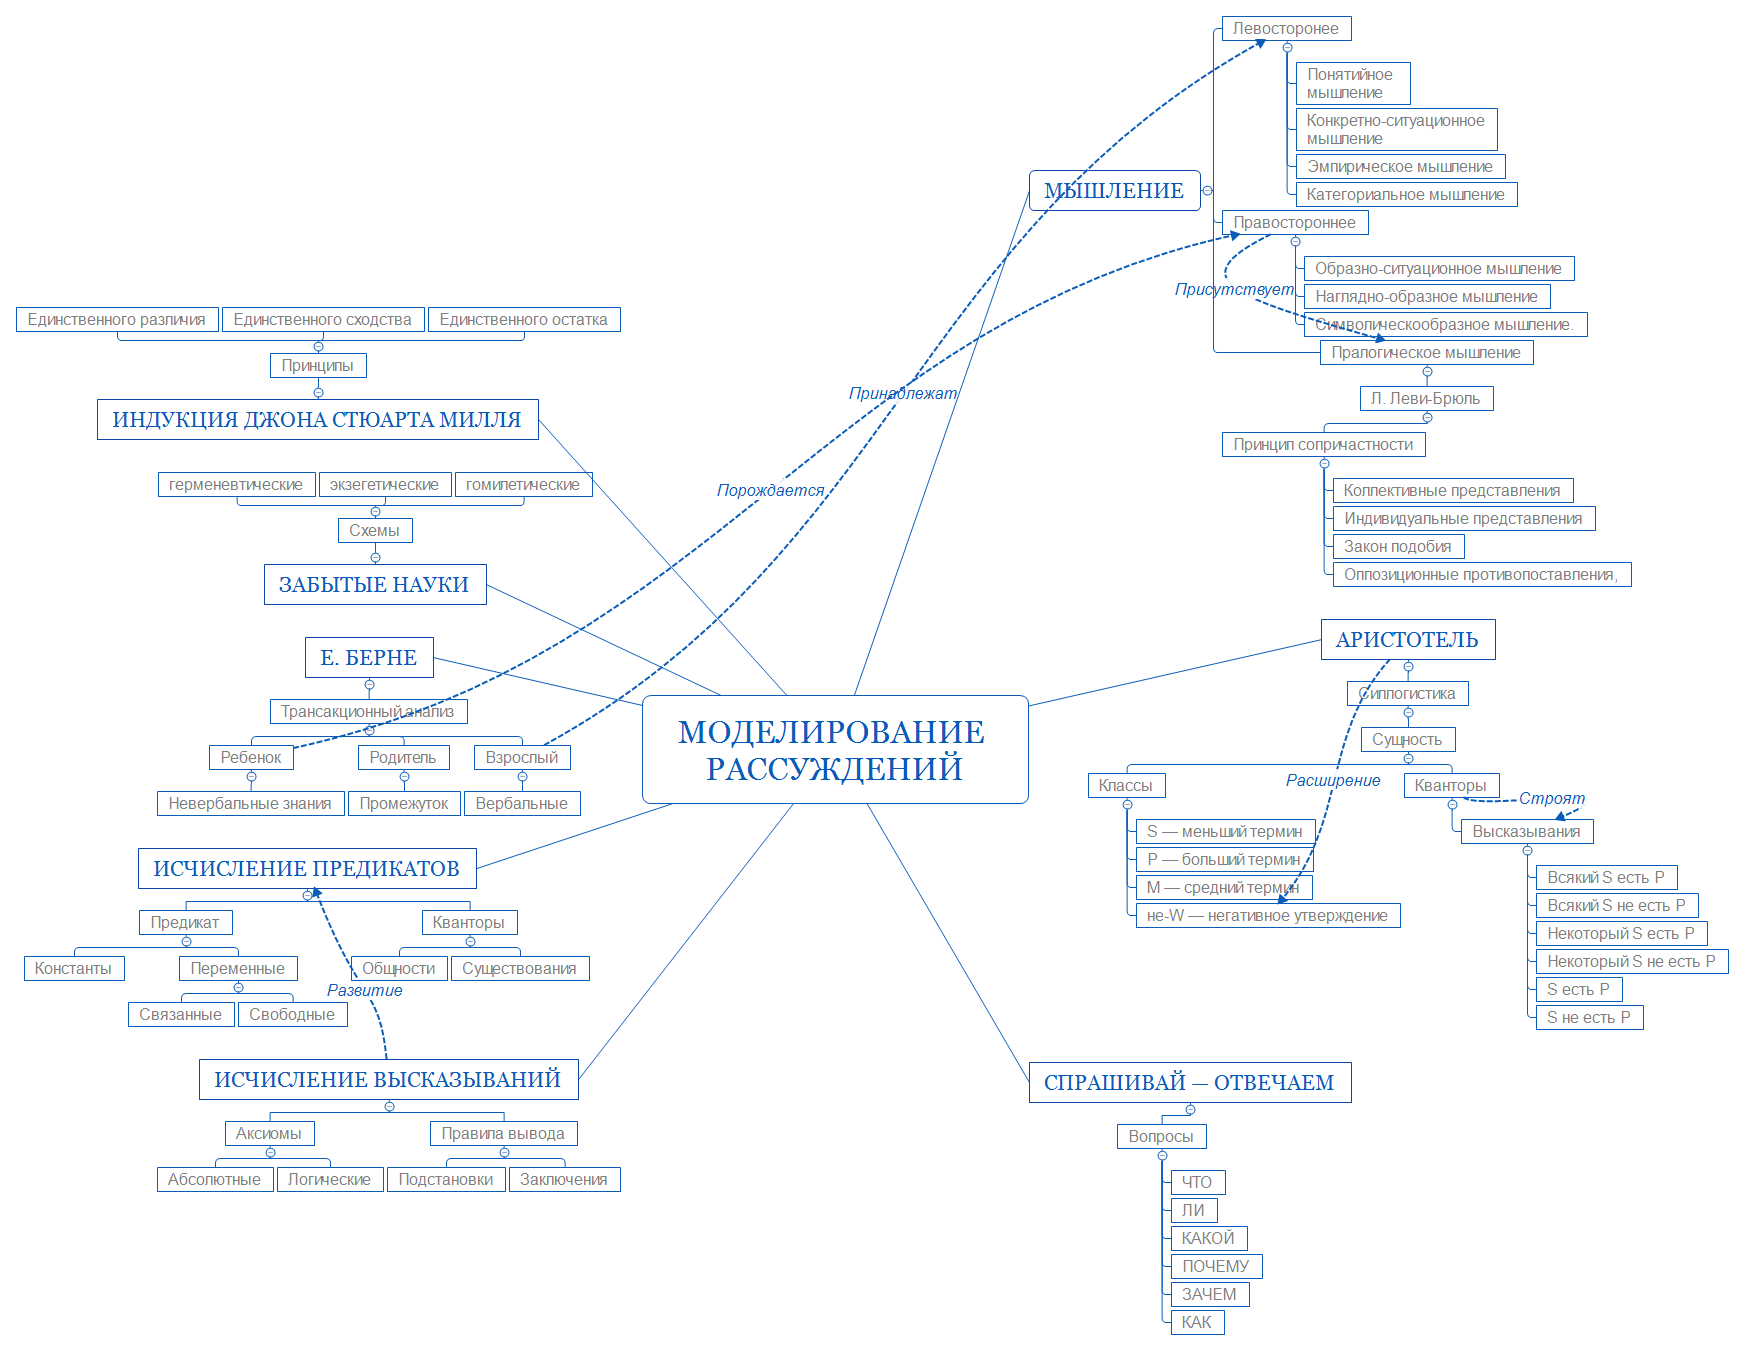 Левосторонее
Понятийное
мышление
Конкретно-ситуационное
мышление
Эмпирическое мышление
Категориальное мышление
МЫШЛЕНИЕ
Правостороннее
Образно-ситуационное мышление
Присутствует
Наглядно-образное мышление
Символическообразное мышление.
Пралогическое мышление
Л. Леви-Брюль
Принцип сопричастности
Коллективные представления
Индивидуальные представления
Закон подобия
Оппозиционные противопоставления,
Единственного различия
Единственного сходства
Единственного остатка
Принципы
ИНДУКЦИЯ ДЖОНА СТЮАРТА МИЛЛЯ
Принадлежат
Порождается
герменевтические
экзегетические
гомилетические
Схемы
ЗАБЫТЫЕ НАУКИ
Е. БЕРНЕ
Трансакционный анализ
Ребенок
Родитель
Взрослый
Невербальные знания
Промежуток
Вербальные
МОДЕЛИРОВАНИЕ
РАССУЖДЕНИЙ
АРИСТОТЕЛЬ
Силлогистика
Сущность
Расширение
Классы
Кванторы
Строят
S — меньший термин
P — больший термин
M — средний термин
не-W — негативное утверждение
Высказывания
Всякий S есть P
Всякий S не есть P
Некоторый S есть P
Некоторый S не есть P
S есть P
S не есть P
ИСЧИСЛЕНИЕ ПРЕДИКАТОВ
Предикат
Кванторы
Константы
Переменные
Общности
Существования
Связанные
Свободные
Развитие
ИСЧИСЛЕНИЕ ВЫСКАЗЫВАНИЙ
Аксиомы
Правила вывода
Абсолютные
Логические
Подстановки
Заключения
СПРАШИВАЙ — ОТВЕЧАЕМ
Вопросы
ЧТО
ЛИ
КАКОЙ
ПОЧЕМУ
ЗАЧЕМ
КАК